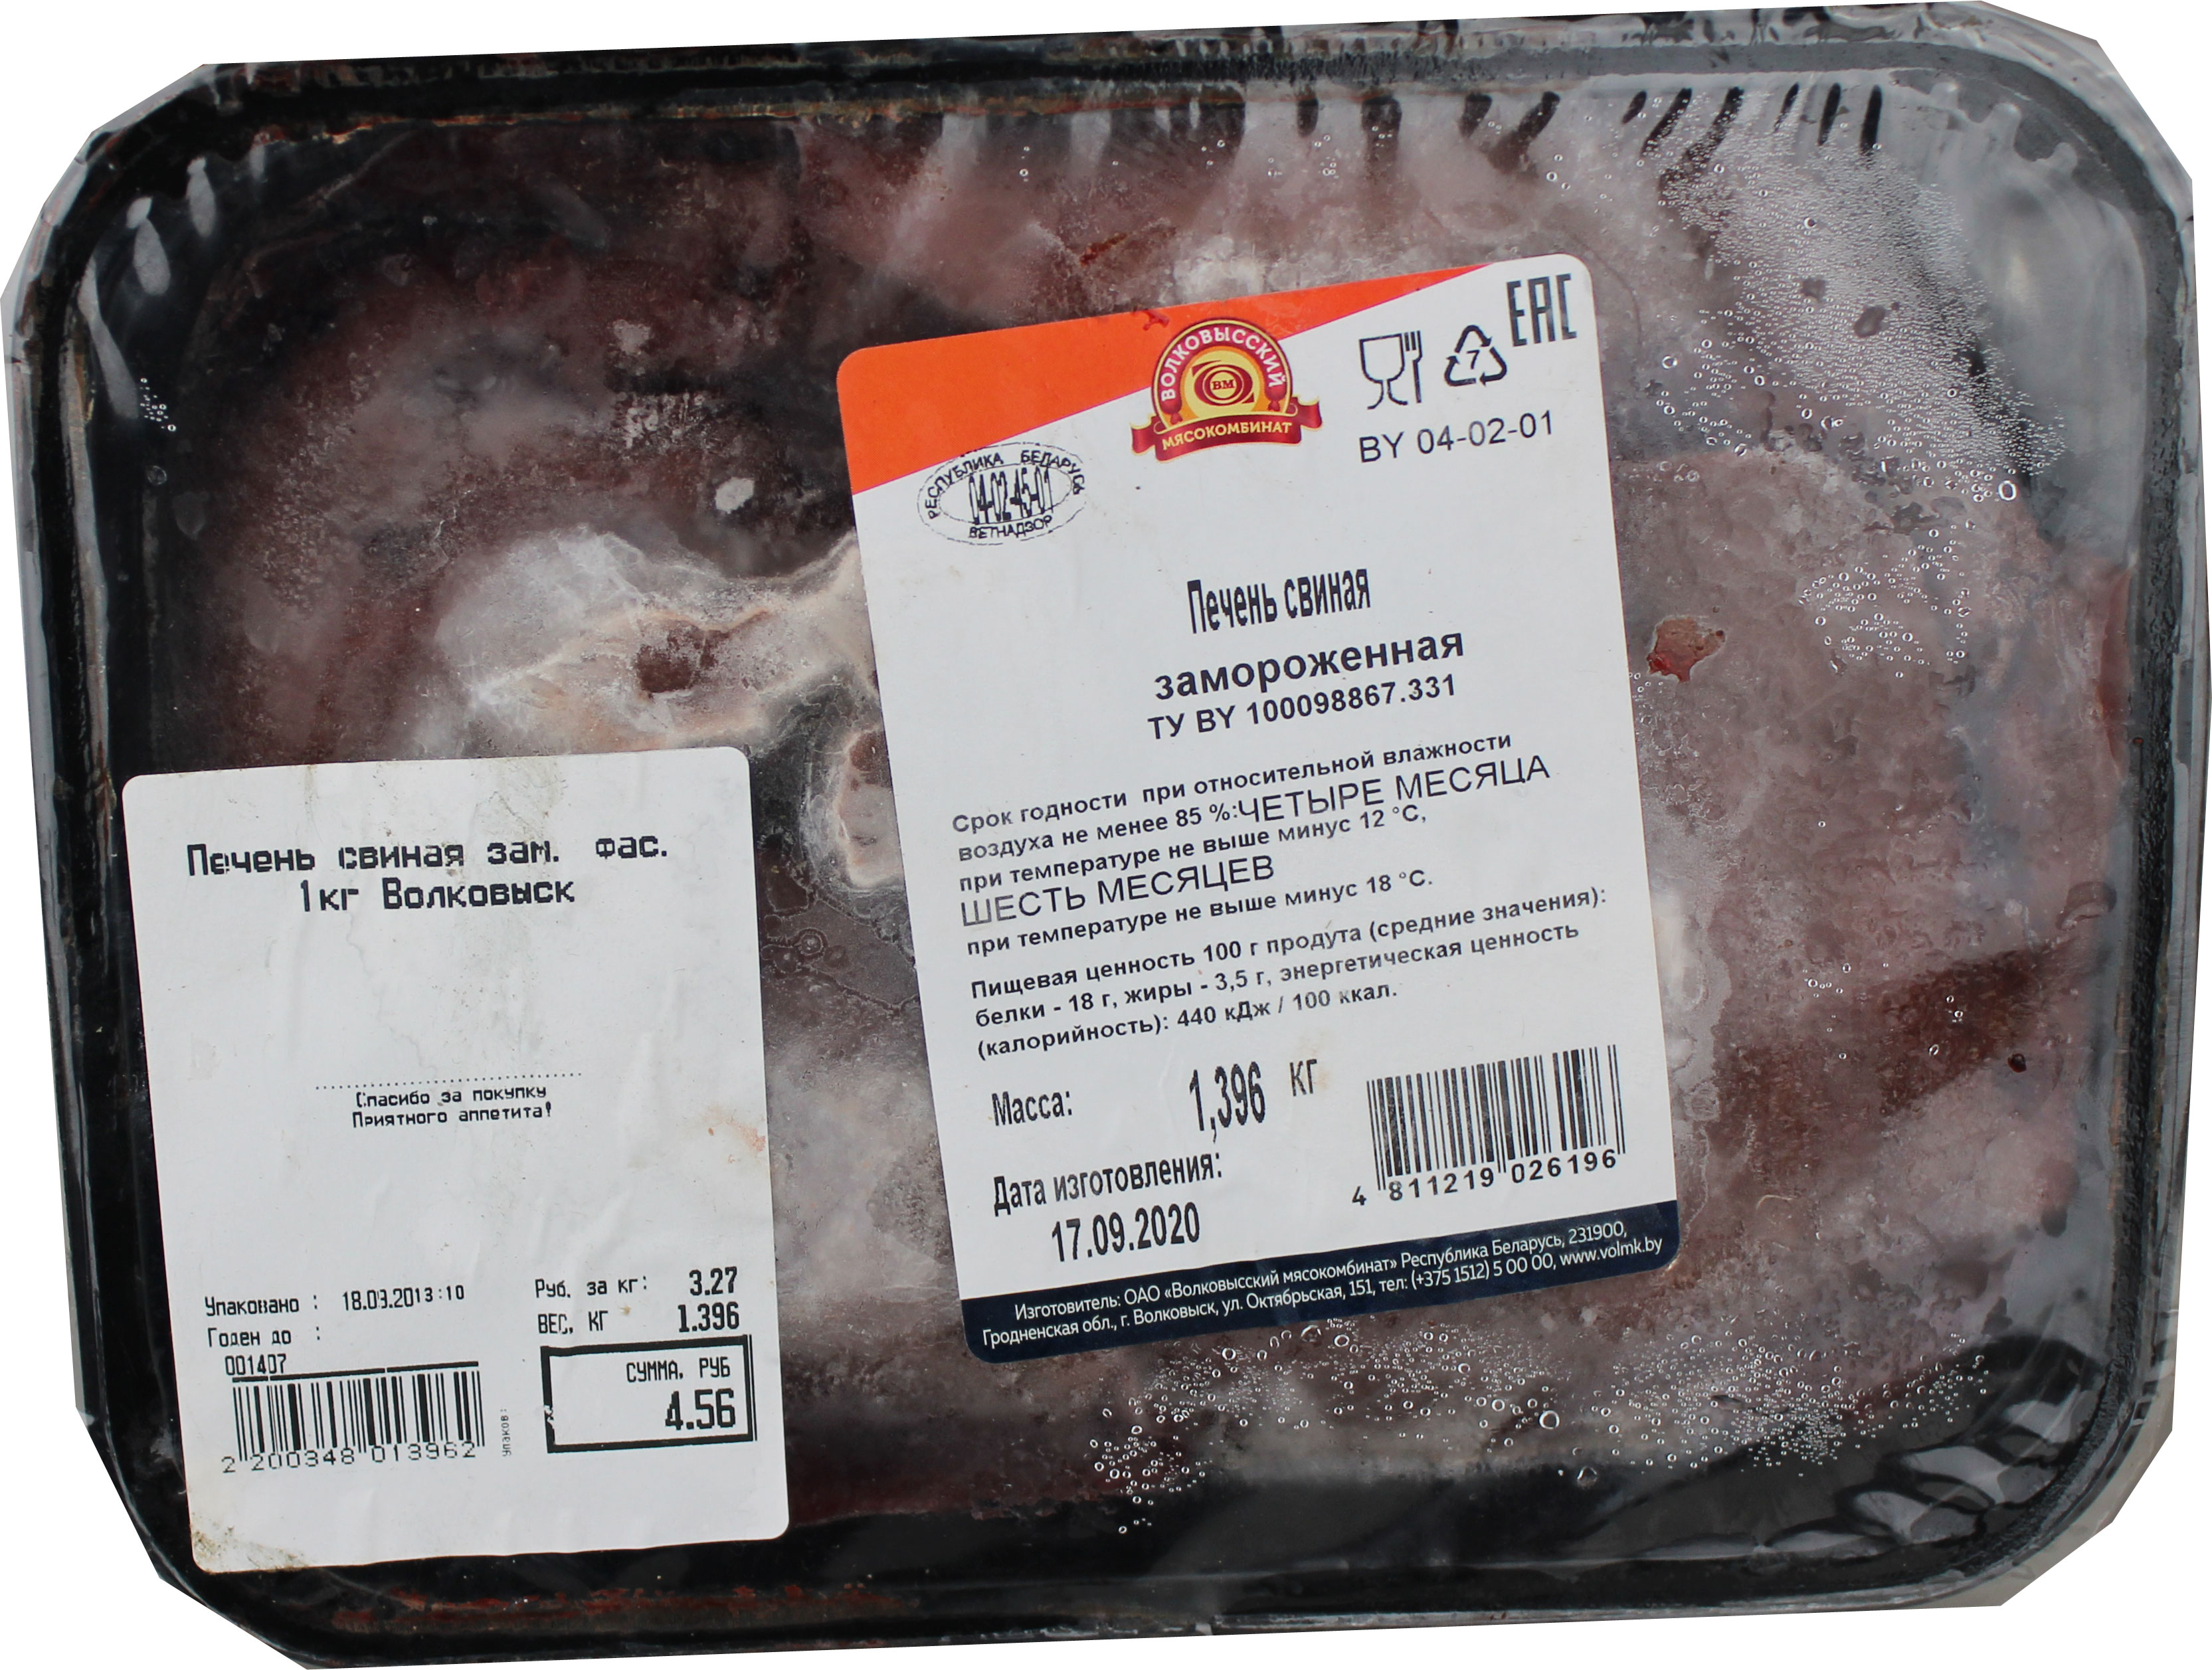 ВОЛКОВЫССКИЙ
ВМ
МЯСОКОМБИНАТ
7
EAC
BY 04-02-01
РЕСПУБЛИКА БЕЛАРУСЬ
04-02-45-01
ВЕТНАДЗОР
Печень свиная
замороженная
ТУ BY 100098867.331
Срок годности при относительной влажности
воздуха не менее 85 %:ЧЕТЫРЕ МЕСЯЦА
при температуре не выше минус 12 °С,
ШЕСТЬ МЕСЯЦЕВ
при температуре не выше минус 18 °С.
Пищевая ценность 100 г продута (средние значения):
белки - 18 г, жиры - 3,5 г, энергетическая ценность
(калорийность): 440 кДж / 100 ккал.
Масса: 1,396 кг
Дата изготовления:
17.09.2020
4 811219 026196
Изготовитель: ОАО «Волковысский мясокомбинат» Республика Беларусь, 231900,
Гродненская обл., г. Волковыск, ул. Октябрьская, 151, тел: (+375 1512) 5 00 00, www.volmk.by
Печень свиная зам. Фас.
1кг Волковыск
Спасибо за покупку
Приятного аппетита!
Упаковано : 18.09.2013:10
Годен до :
001407
2 200348 013962
Упаков:
Руб. за кг: 3.27
ВЕС, КГ 1.396
СУММА, РУБ
4.56